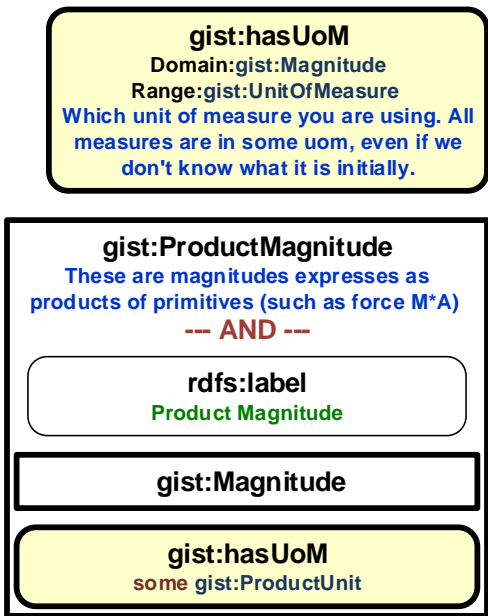 gist:hasUoM
Domain:gist:Magnitude
Range:gist:UnitOfMeasure
Which unit of measure you are using. All
measures are in some uom, even if we
don't know what it is initially.
gist:ProductMagnitude
These are magnitudes expresses as
products of primitives (such as force M*A)
--- AND ---
rdfs:label
Product Magnitude
gist:Magnitude
gist:hasUoM
some gist:ProductUnit